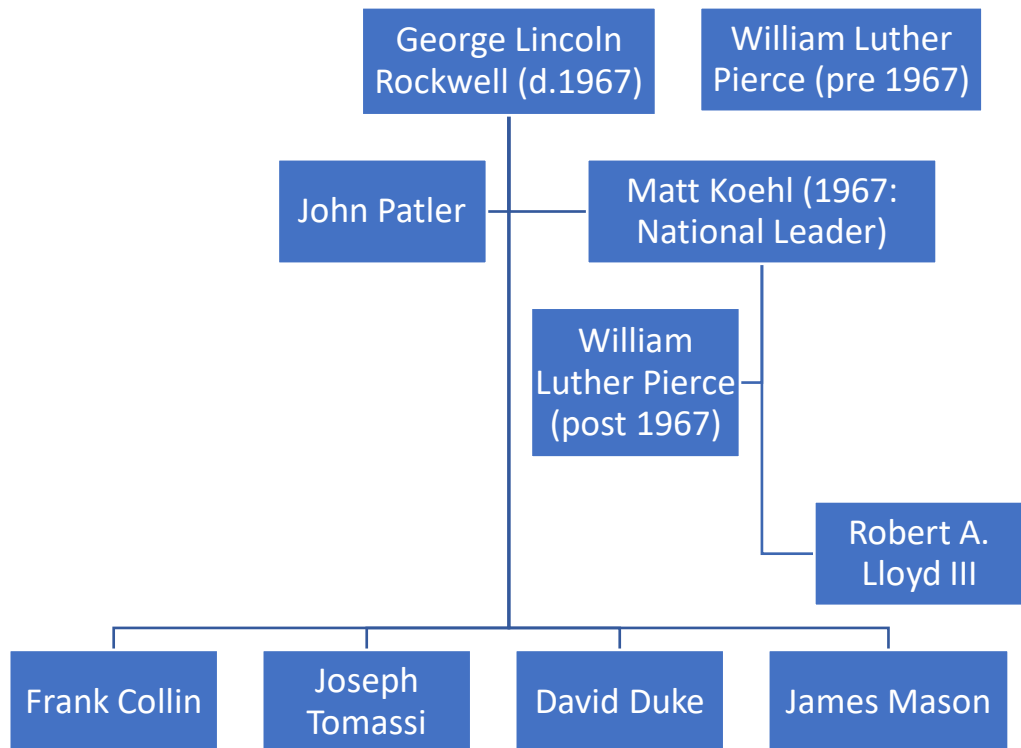 George Lincoln
Rockwell (d.1967)
William Luther
Pierce (pre 1967)
John Patler
Matt Koehl (1967:
National Leader)
William
Luther Pierce
(post 1967)
Robert A.
Lloyd III
Frank Collin
Joseph
Tomassi
David Duke
James Mason